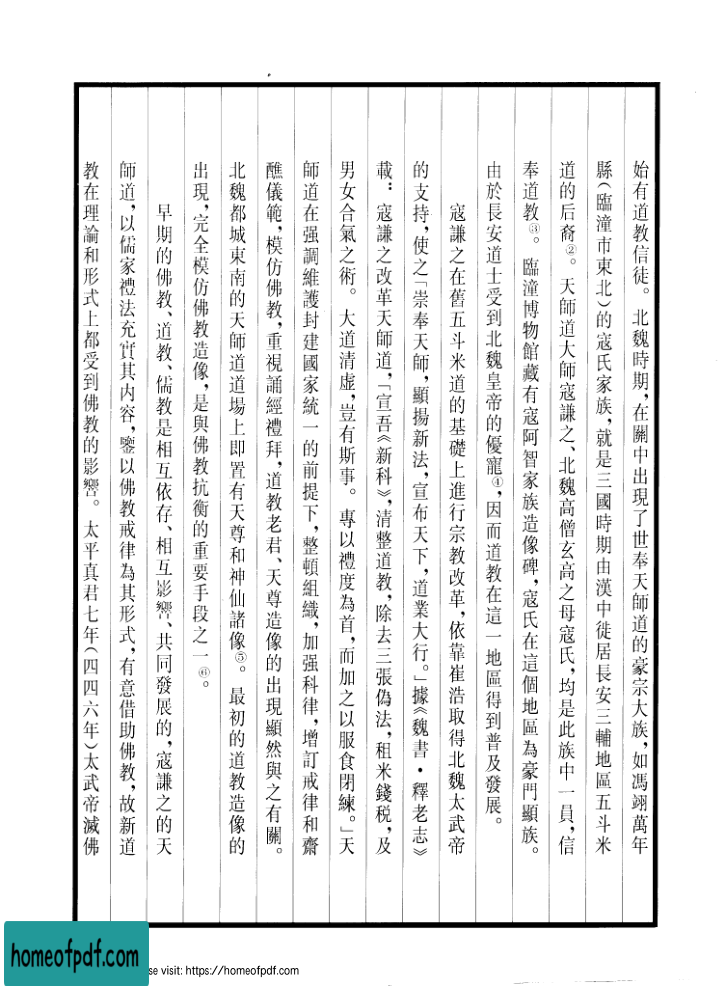 始有道教信徒。北魏時期，在關中出現了世奉天師道的豪宗大族，如馮翊萬年
縣（臨潼市東北）的寇氏家族，就是三國時期由漢中徙居長安三輔地區五斗米
道的后裔②。天師道大師寇謙之、北魏高僧玄高之母寇氏，均是此族中一員，信
奉道教③。臨潼博物館藏有寇阿智家族造像碑，寇氏在這個地區為豪門顯族。
由於長安道士受到北魏皇帝的優寵④，因而道教在這一地區得到普及發展。
寇謙之在舊五斗米道的基礎上進行宗教改革，依靠崔浩取得北魏太武帝
的支持，使之「崇奉天師，顯揚新法，宣布天下，道業大行。」據《魏書·釋老志》
載：寇謙之改革天師道，「宣吾《新科》，清整道教，除去三張偽法，租米錢税，及
男女合氣之術。大道清虛，豈有斯事。專以禮度為首，而加之以服食閉練。」天
師道在强調維護封建國家統一的前提下，整頓組織，加强科律，增訂戒律和齋
醮儀範，模仿佛教，重視誦經禮拜，道教老君、天尊造像的出現顯然與之有關。
北魏都城東南的天師道道場上即置有天尊和神仙諸像⑤。最初的道教造像的
出現，完全模仿佛教造像，是與佛教抗衡的重要手段之一⑥。
早期的佛教、道教、儒教是相互依存、相互影響、共同發展的，寇謙之的天
師道，以儒家禮法充實其内容，鑒以佛教戒律為其形式，有意借助佛教，故新道
教在理論和形式上都受到佛教的影響。太平真君七年（四四六年）太武帝滅佛
homeofpdf.com
se visit: https://homeofpdf.com